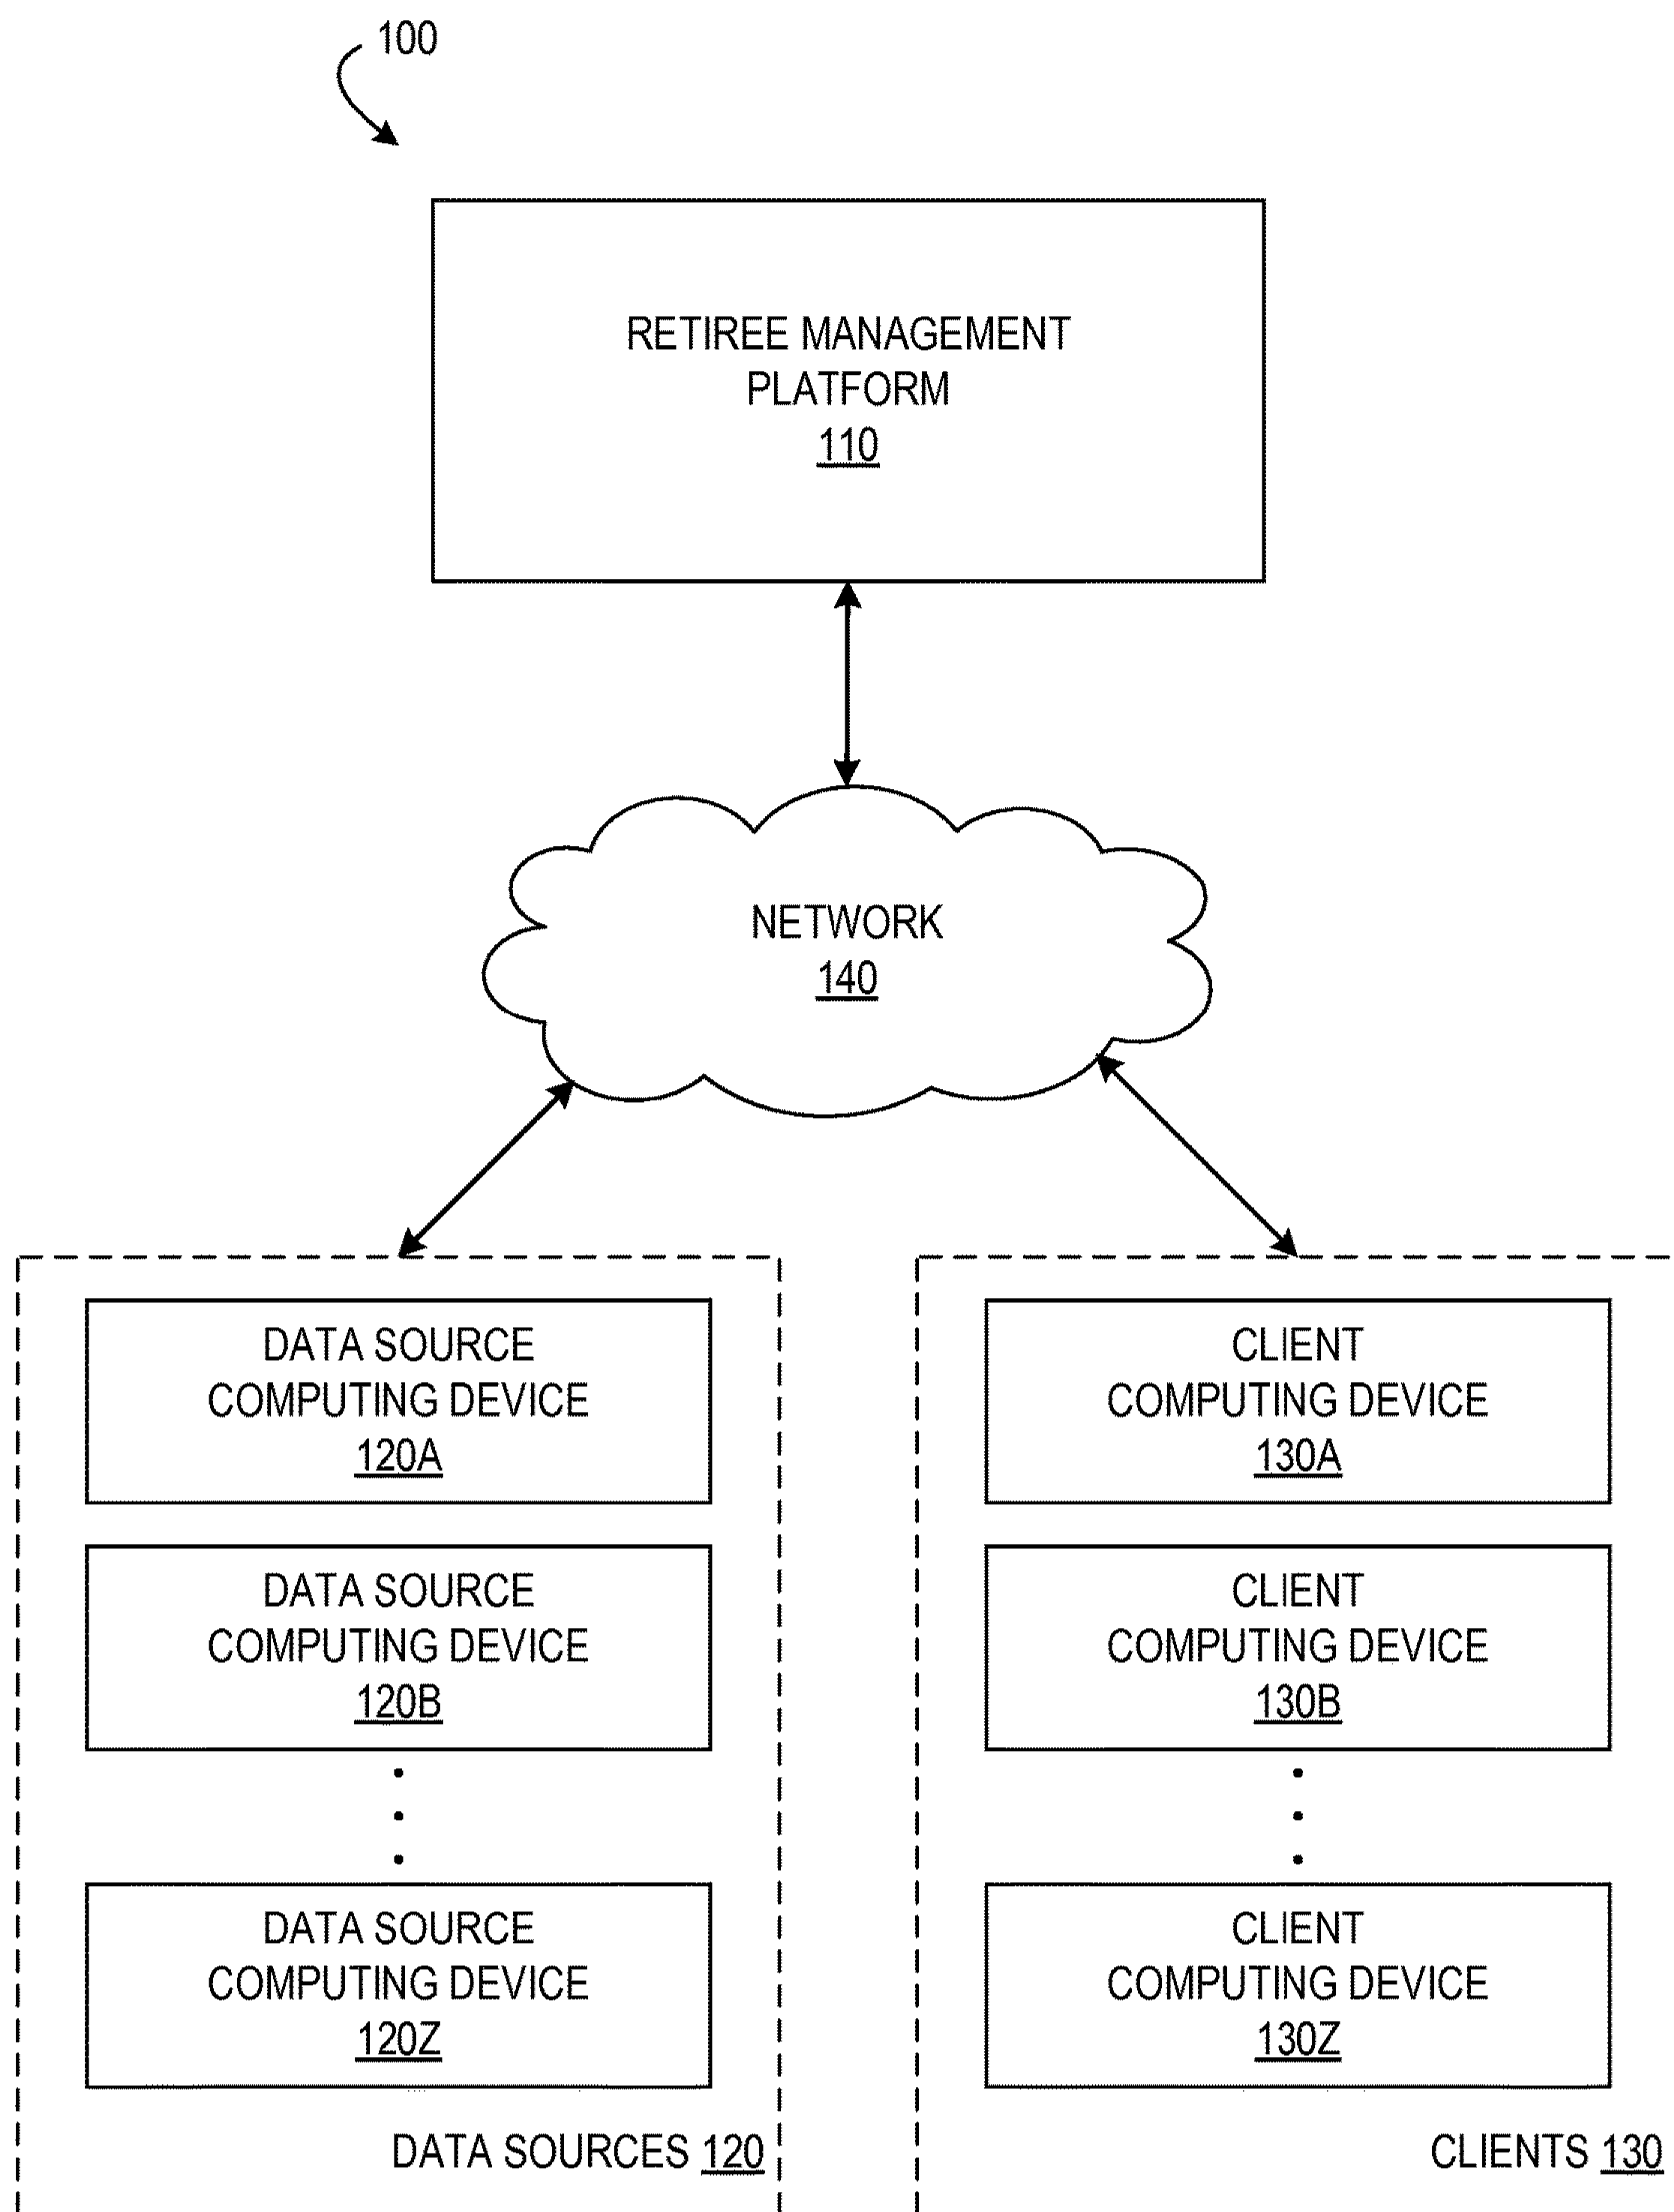 100
RETIREE MANAGEMENT
PLATFORM
110
NETWORK
140
DATA SOURCE
COMPUTING DEVICE
120A
DATA SOURCE
COMPUTING DEVICE
120B
DATA SOURCE
COMPUTING DEVICE
120Z
DATA SOURCES 120
CLIENT
COMPUTING DEVICE
130A
CLIENT
COMPUTING DEVICE
130B
CLIENT
COMPUTING DEVICE
130Z
CLIENTS 130